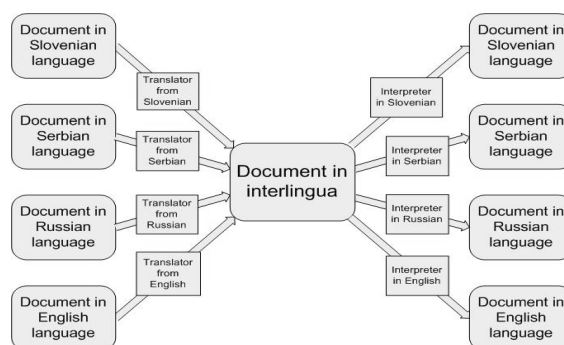 Document in
Slovenian
language
Document in
Serbian
language
Document in
Russian
language
Document in
English
language
Translator
from
Slovenian
Translator
from
Serbian
Translator
from
Russian
Translator
from
English
Document in
interlingua
Interpreter
in Slovenian
Interpreter
in Serbian
Interpreter
in Russian
Interpreter
in English
Document in
Slovenian
language
Document in
Serbian
language
Document in
Russian
language
Document in
English
language